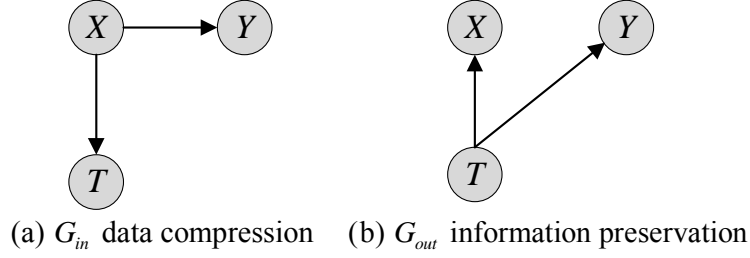 X Y X Y
T T
(a) G_in data compression (b) G_out information preservation